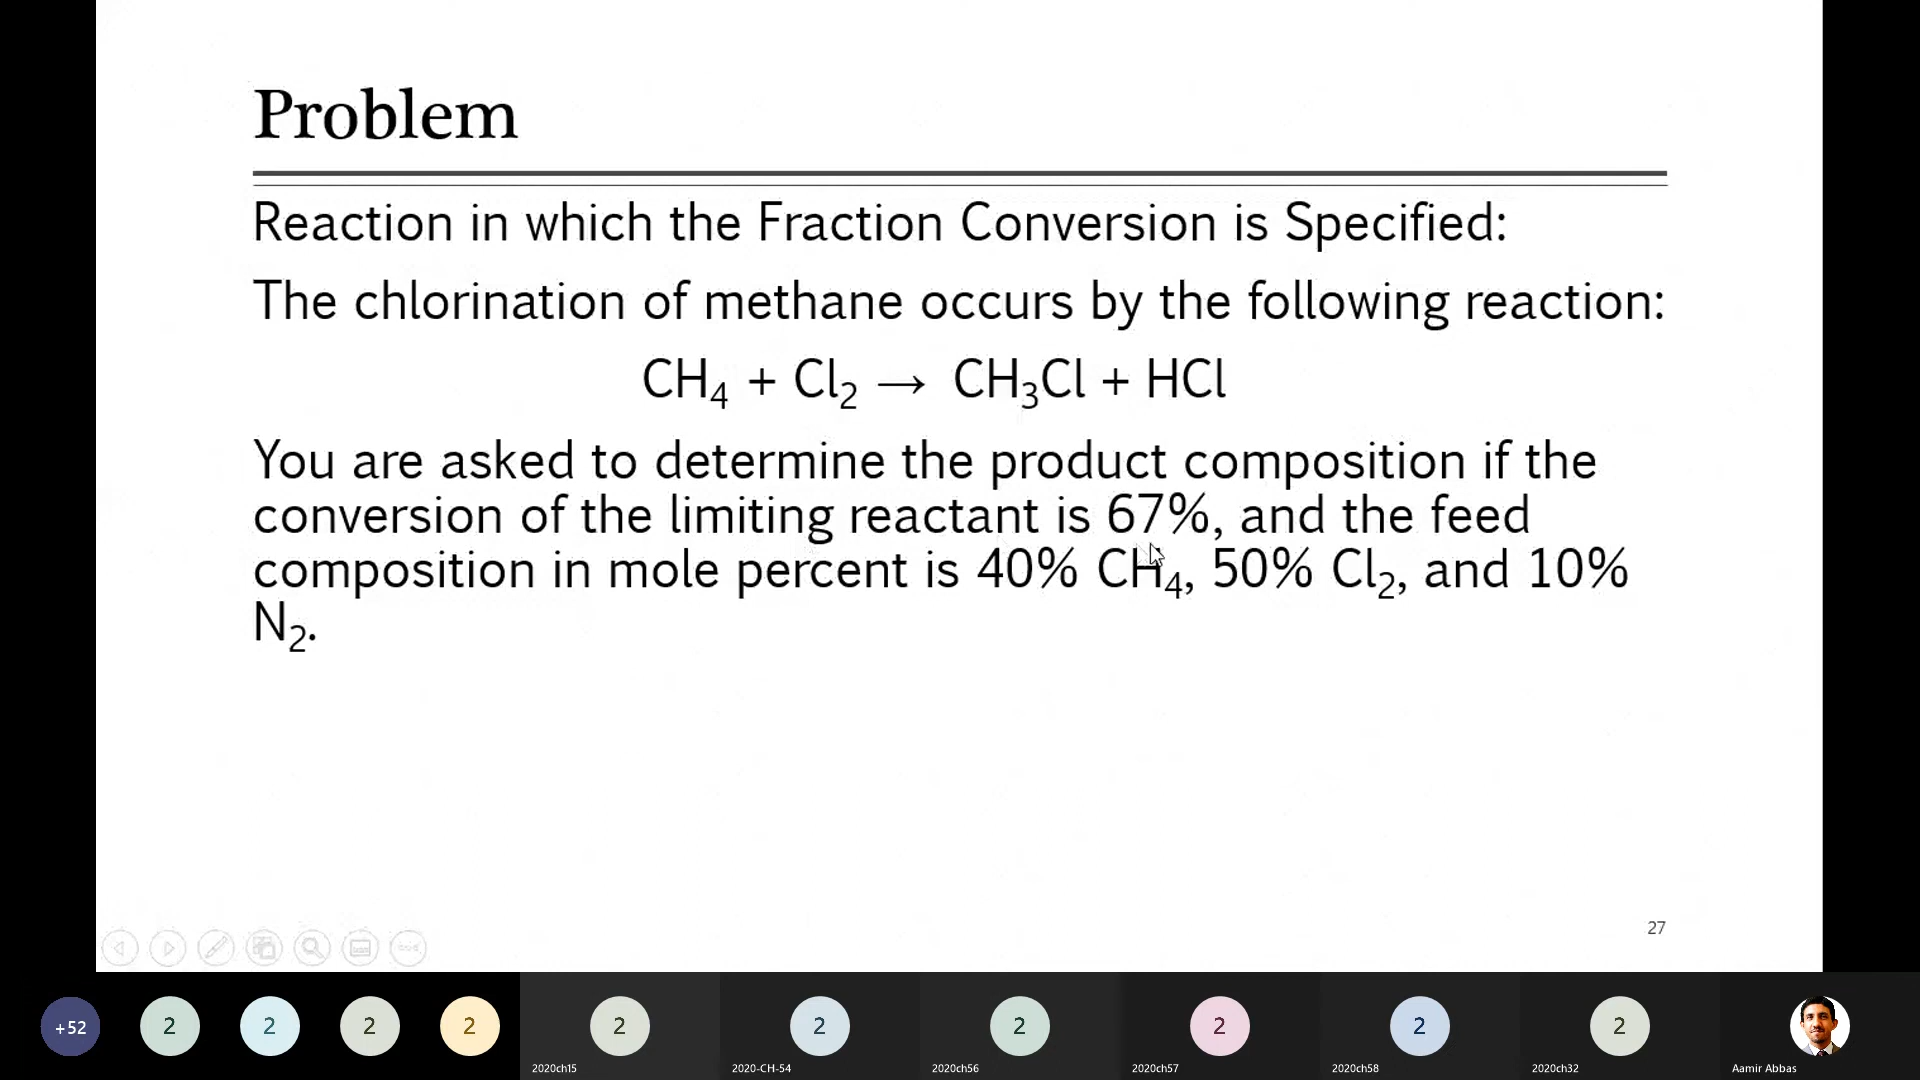 Problem
Reaction in which the Fraction Conversion is Specified:
The chlorination of methane occurs by the following reaction:
CH₄ + Cl₂ → CH₃Cl + HCl
You are asked to determine the product composition if the
conversion of the limiting reactant is 67%, and the feed
composition in mole percent is 40% CH₄, 50% Cl₂, and 10%
N₂.
27
+52
2
2
2
2
2
2
2
2
2
2
2020ch15
2020-CH-54
2020ch56
2020ch57
2020ch58
2020ch32
Aamir Abbas